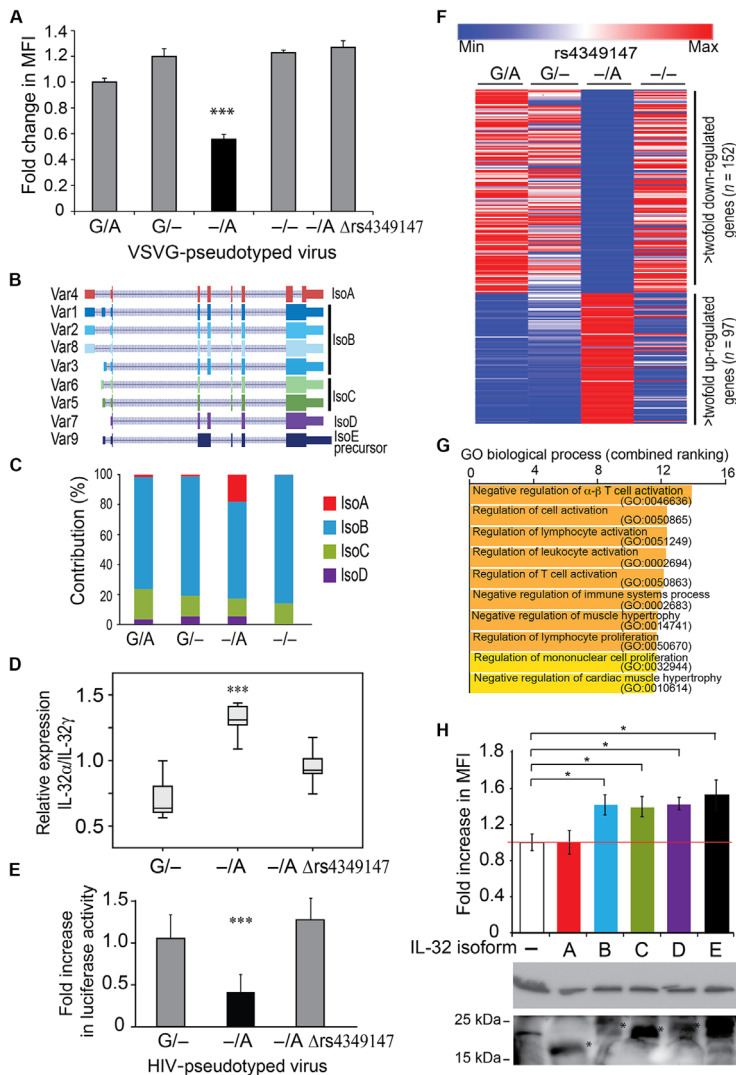 A
Fold change in MFI
1.4
1.2
1.0
0.8
0.6
0.4
0.2
0
***
G/A
G/–
–/A
–/–
–/A Δrs4349147
VSVG-pseudotyped virus
B
Var4
IsoA
Var1
Var2
Var8
Var3
IsoB
Var6
Var5
IsoC
Var7
IsoD
Var9
IsoE
precursor
C
Contribution (%)
100
80
60
40
20
0
G/A
G/–
–/A
–/–
IsoA
IsoB
IsoC
IsoD
D
Relative expression
IL-32α/IL-32γ
1.5
1.0
0.5
***
G/–
–/A
–/A Δrs4349147
E
Fold increase
in luciferase activity
1.5
1.0
0.5
0
***
G/–
–/A
–/A Δrs4349147
HIV-pseudotyped virus
F
Min
Max
rs4349147
G/A
G/–
–/A
–/–
>twofold down-regulated
genes (n = 152)
>twofold up-regulated
genes (n = 97)
G
GO biological process (combined ranking)
0
4
8
12
16
Negative regulation of α-β T cell activation
(GO:0046636)
Regulation of cell activation
(GO:0050865)
Regulation of lymphocyte activation
(GO:0051249)
Regulation of leukocyte activation
(GO:0002694)
Regulation of T cell activation
(GO:0050863)
Negative regulation of immune systems process
(GO:0002683)
Negative regulation of muscle hypertrophy
(GO:0014741)
Regulation of lymphocyte proliferation
(GO:0050670)
Regulation of mononuclear cell proliferation
(GO:0032944)
Negative regulation of cardiac muscle hypertrophy
(GO:0010614)
H
Fold increase in MFI
1.8
1.6
1.2
0.8
0.4
0
*
*
*
*
IL-32 isoform
–
A
B
C
D
E
25 kDa
15 kDa
*
*
*
*